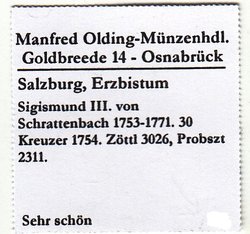 Manfred Olding-Münzenhdl.
Goldbreede 14 - Osnabrück
Salzburg, Erzbistum
Sigismund III. von
Schrattenbach 1753-1771. 30
Kreuzer 1754. Zöttl 3026, Probszt
2311.
Sehr schön